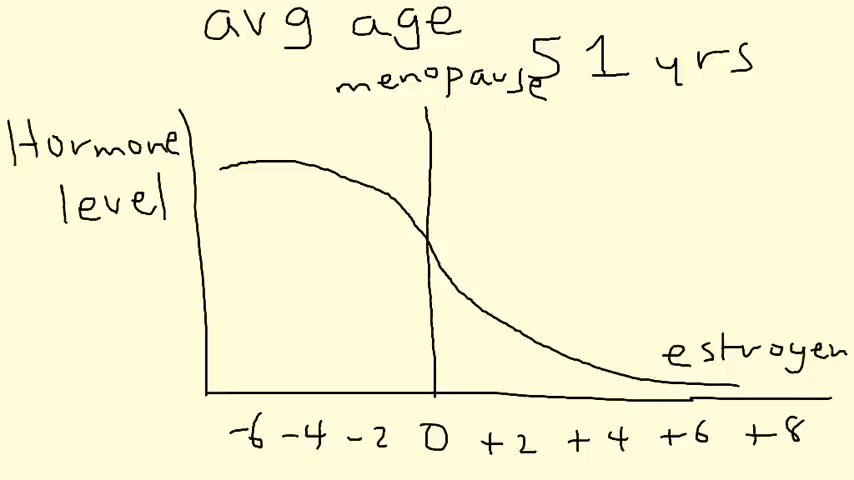 avg age
menopause 51 yrs
Hormone
level
estrogen
-6 -4 -2 0 +2 +4 +6 +8